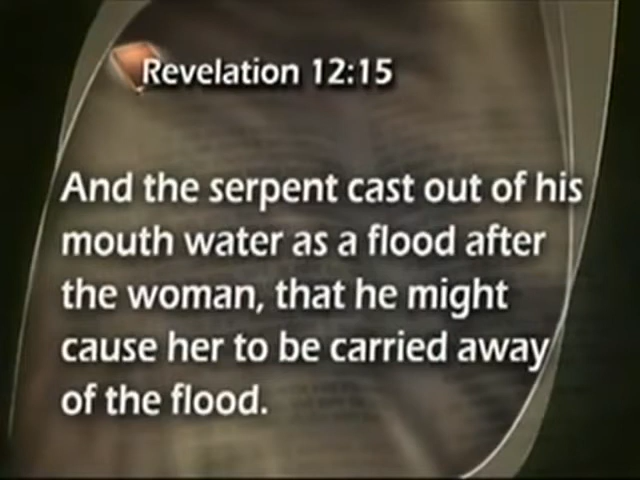 Revelation 12:15
And the serpent cast out of his
mouth water as a flood after
the woman, that he might
cause her to be carried away
of the flood.